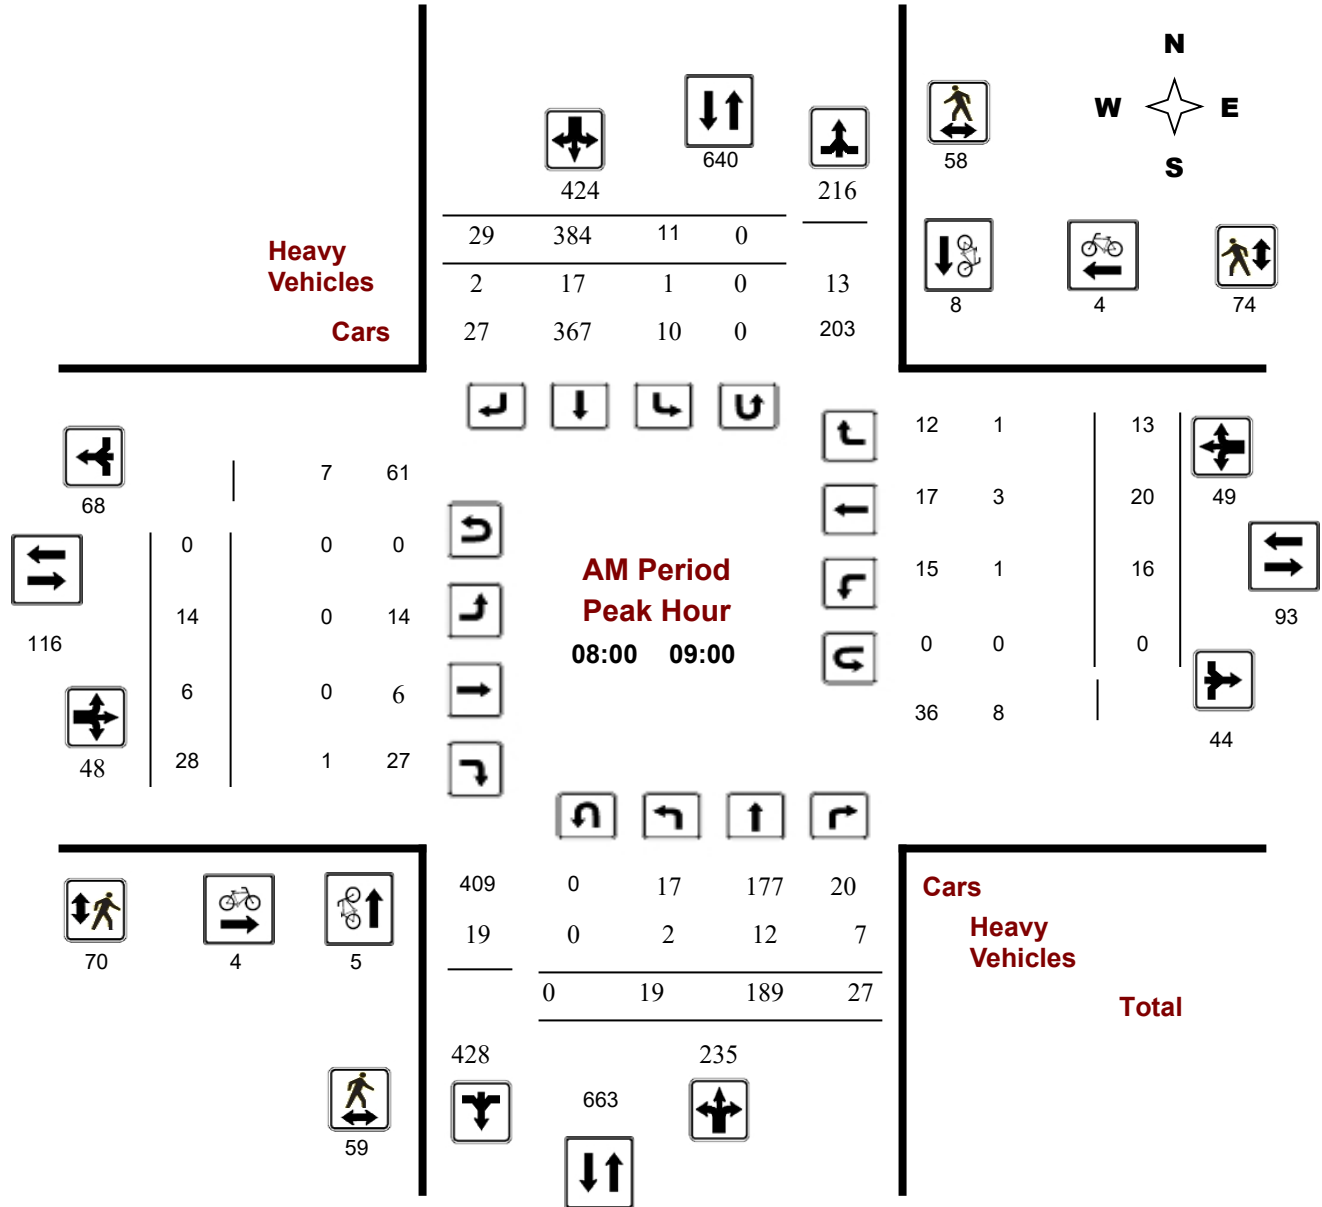 N
W E
S
640
58
424 216
29 384 11 0
Heavy
Vehicles
2 17 1 0 13
8 4 74
Cars 27 367 10 0 203
12 1 13
7 61
68
17 3 20 49
0 0 0
AM Period
15 1 16
Peak Hour
14 0 14
93
116
08:00 09:00
0 0 0
6 0 6
36 8
44
48 28 1 27
409 0 17 177 20
Cars
19 0 2 12 7
Heavy
Vehicles
70 4 5
0 19 189 27
Total
428 235
663
59